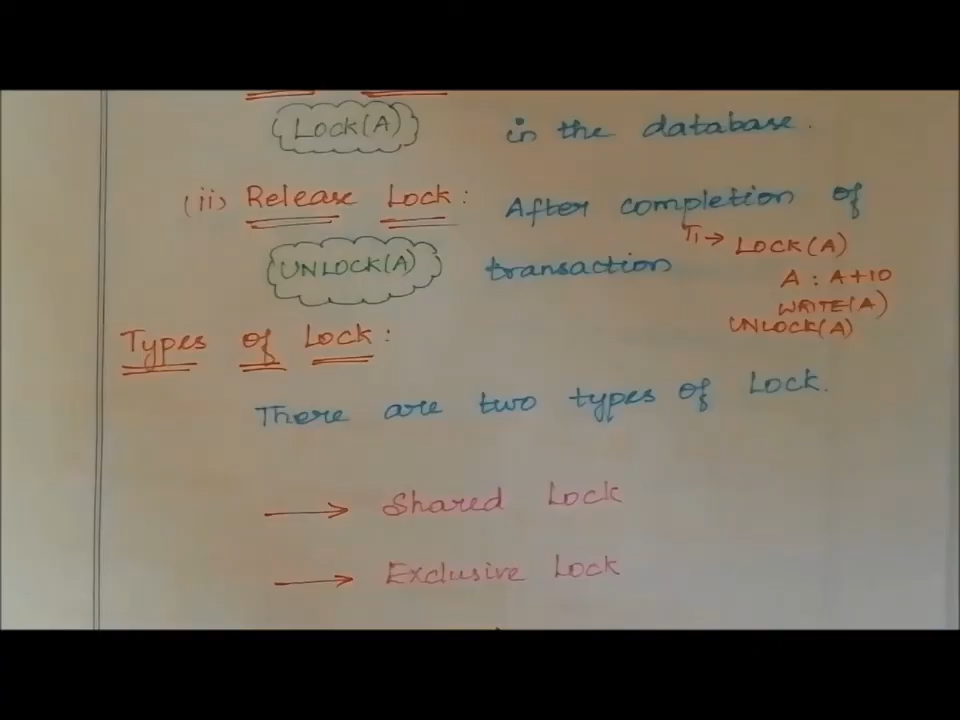 LOCK(A) in the database.
(ii) Release Lock: After completion of
UNLOCK(A) transaction
T1→ LOCK(A)
A : A+10
WRITE(A)
UNLOCK(A)
Types of Lock:
There are two types of Lock.
→ Shared Lock
→ Exclusive Lock